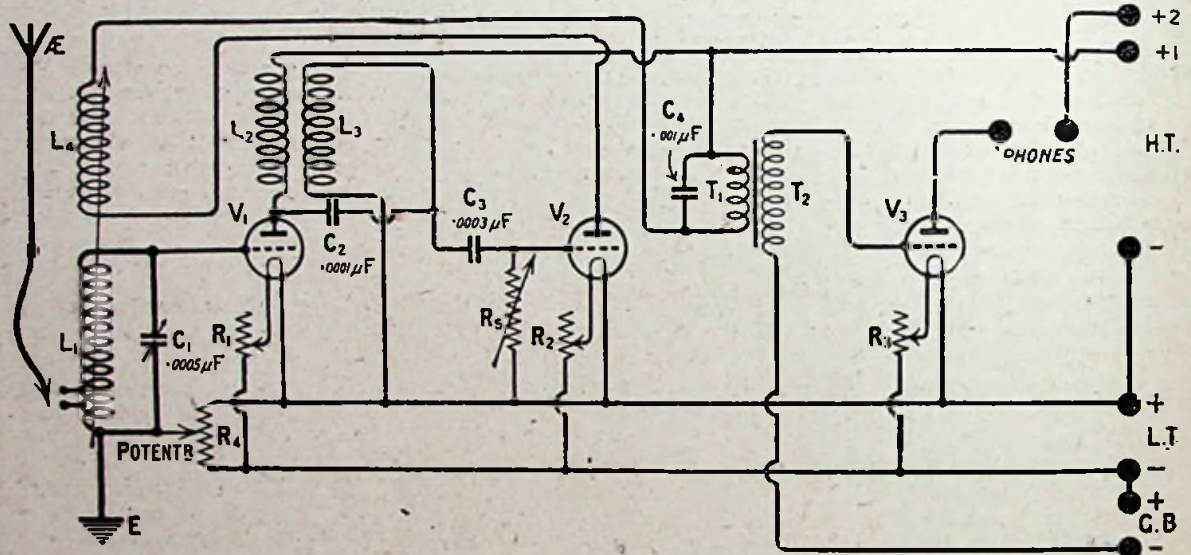 Æ
+2
+1
L4
L2
L3
C4
.001µF
'PHONES
H.T.
T1
T2
V1
C3
.0003µF
V2
V3
C2
.0001µF
-
L1
C1
.0005µF
R1
R5
R2
R3
+
POTENTR
R4
L.T
-
+
G.B
E
-